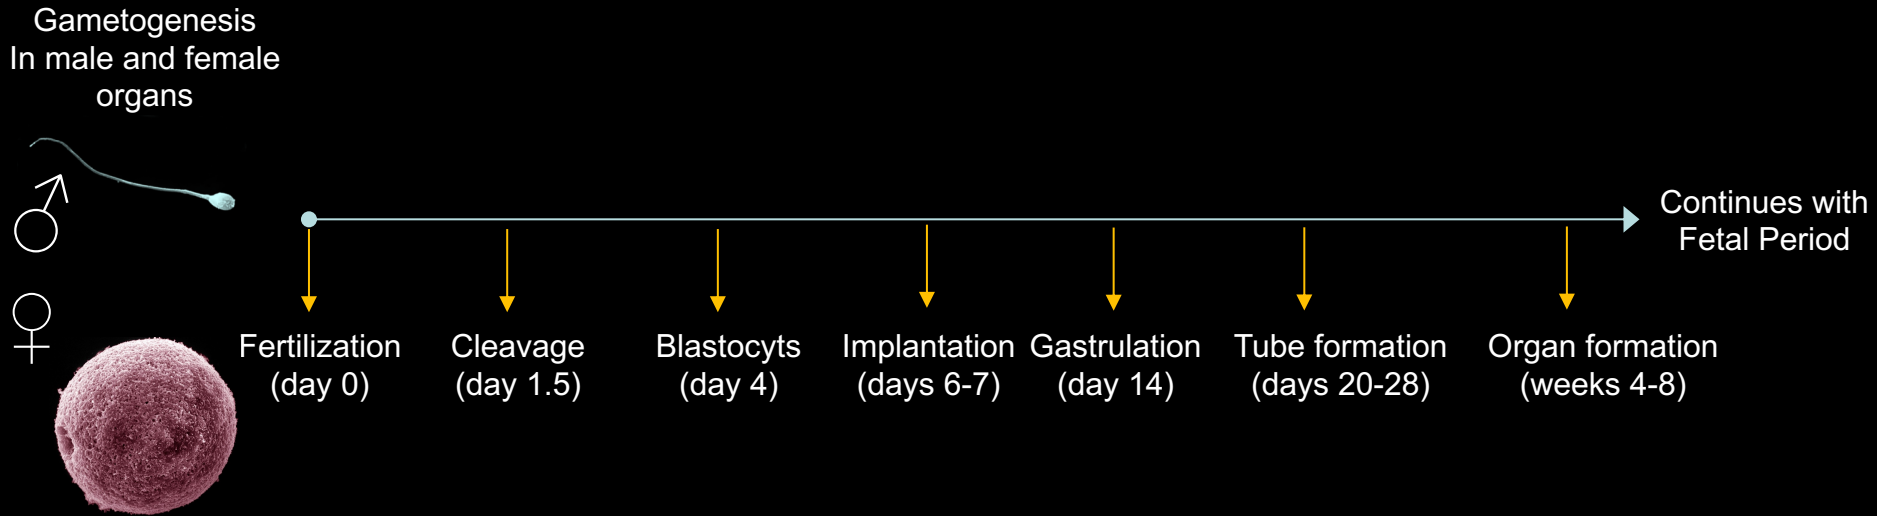 Gametogenesis
In male and female
organs
Continues with
Fetal Period
Fertilization
(day 0)
Cleavage
(day 1.5)
Blastocyts
(day 4)
Implantation
(days 6-7)
Gastrulation
(day 14)
Tube formation
(days 20-28)
Organ formation
(weeks 4-8)